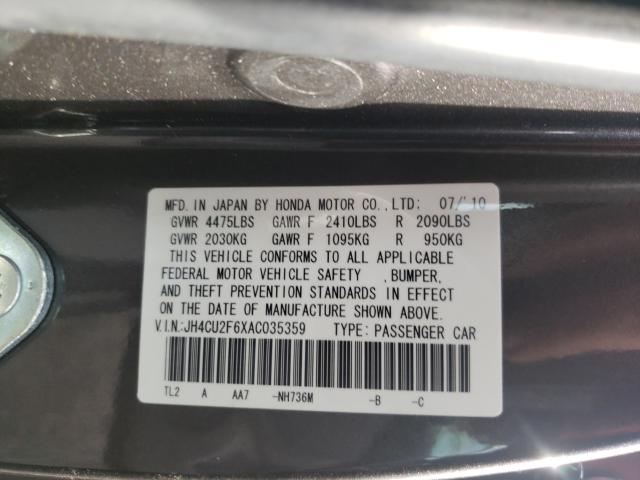 MFD. IN JAPAN BY HONDA MOTOR CO., LTD: 07/'10
GVWR 4475LBS GAWR F 2410LBS R 2090LBS
GVWR 2030KG GAWR F 1095KG R 950KG
THIS VEHICLE CONFORMS TO ALL APPLICABLE
FEDERAL MOTOR VEHICLE SAFETY ,BUMPER,
AND THEFT PREVENTION STANDARDS IN EFFECT
ON THE DATE OF MANUFACTURE SHOWN ABOVE.
V.I.N:JH4CU2F6XAC035359 TYPE: PASSENGER CAR
TL2 A AA7 -NH736M -B -C